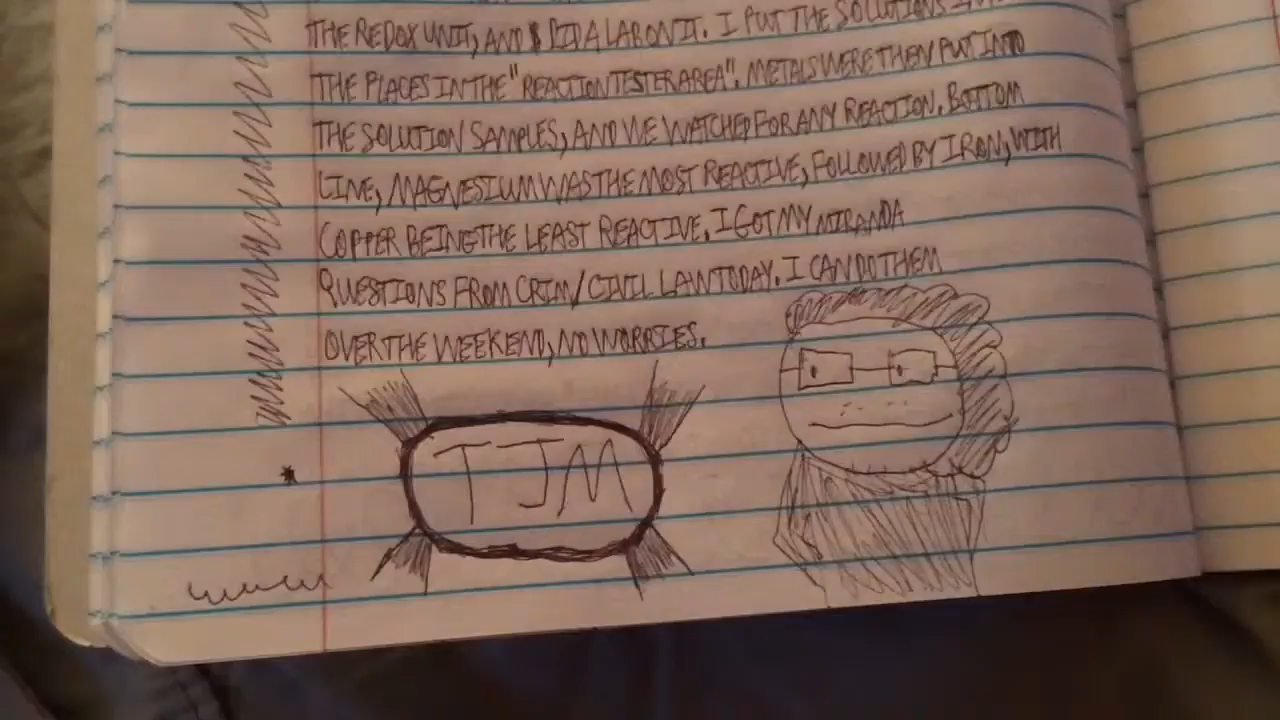 THE REDOX UNIT, AND DID A LAB ON IT. I PUT THE SOLUTIONS
THE PLACES IN THE "REACTION TESTER AREA". METALS WERE THEN PUT INTO
THE SOLUTION SAMPLES, AND WE WATCHED FOR ANY REACTION. BOTTOM
LINE, MAGNESIUM WAS THE MOST REACTIVE, FOLLOWED BY IRON, WITH
COPPER BEING THE LEAST REACTIVE. I GOT MY MIRANDA
QUESTIONS FROM CRIM/CIVIL LAW TODAY. I CAN DO THEM
OVER THE WEEKEND, NO WORRIES.
TJM